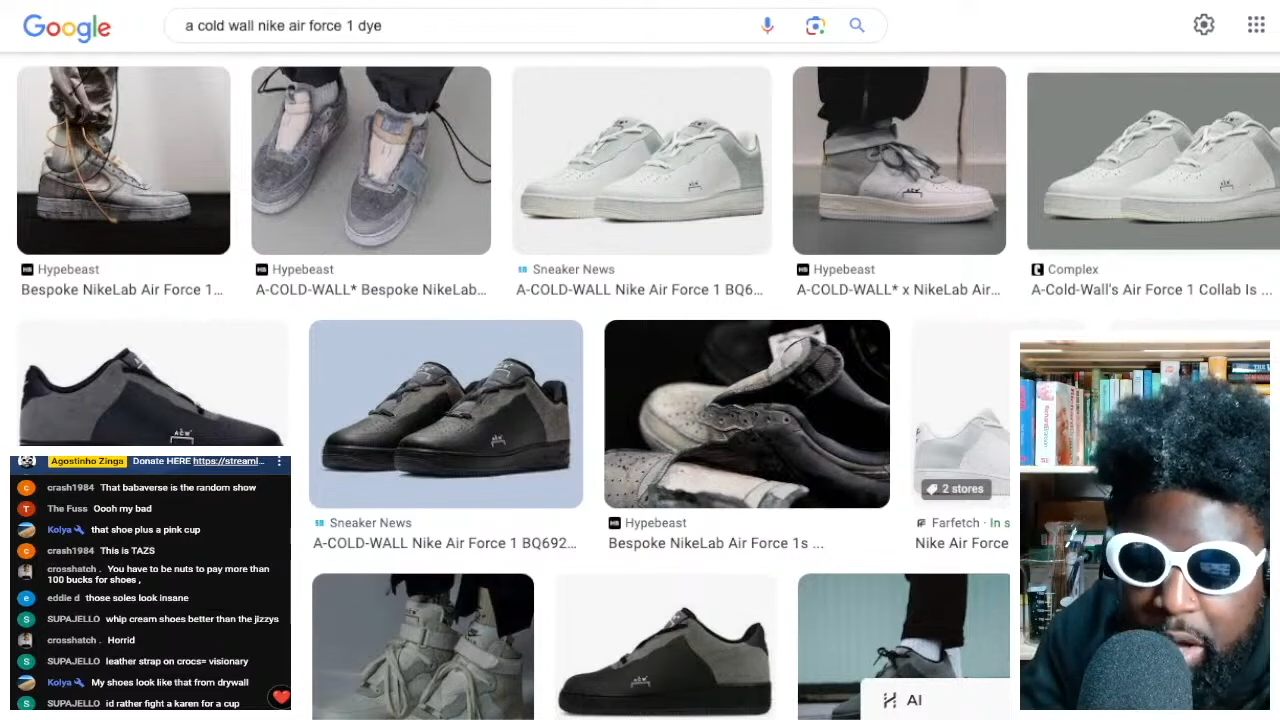 Google
a cold wall nike air force 1 dye
Hypebeast
Hypebeast
Sneaker News
Hypebeast
Complex
Bespoke NikeLab Air Force 1...
A-COLD-WALL* Bespoke NikeLab...
A-COLD-WALL Nike Air Force 1 BQ6...
A-COLD-WALL* x NikeLab Air...
A-Cold-Wall's Air Force 1 Collab Is ...
2 stores
Sneaker News
Hypebeast
Farfetch · In s
A-COLD-WALL Nike Air Force 1 BQ692...
Bespoke NikeLab Air Force 1s ...
Nike Air Force
Agostinho Zinga Donate HERE https://streaml...
crash1984 That babaverse is the random show
The Fuss Oooh my bad
Kolya that shoe plus a pink cup
crash1984 This is TAZS
crosshatch . You have to be nuts to pay more than
100 bucks for shoes ,
eddie d those soles look insane
SUPAJELLO whip cream shoes better than the jizzys
crosshatch . Horrid
SUPAJELLO leather strap on crocs= visionary
Kolya My shoes look like that from drywall
SUPAJELLO id rather fight a karen for a cup
AI